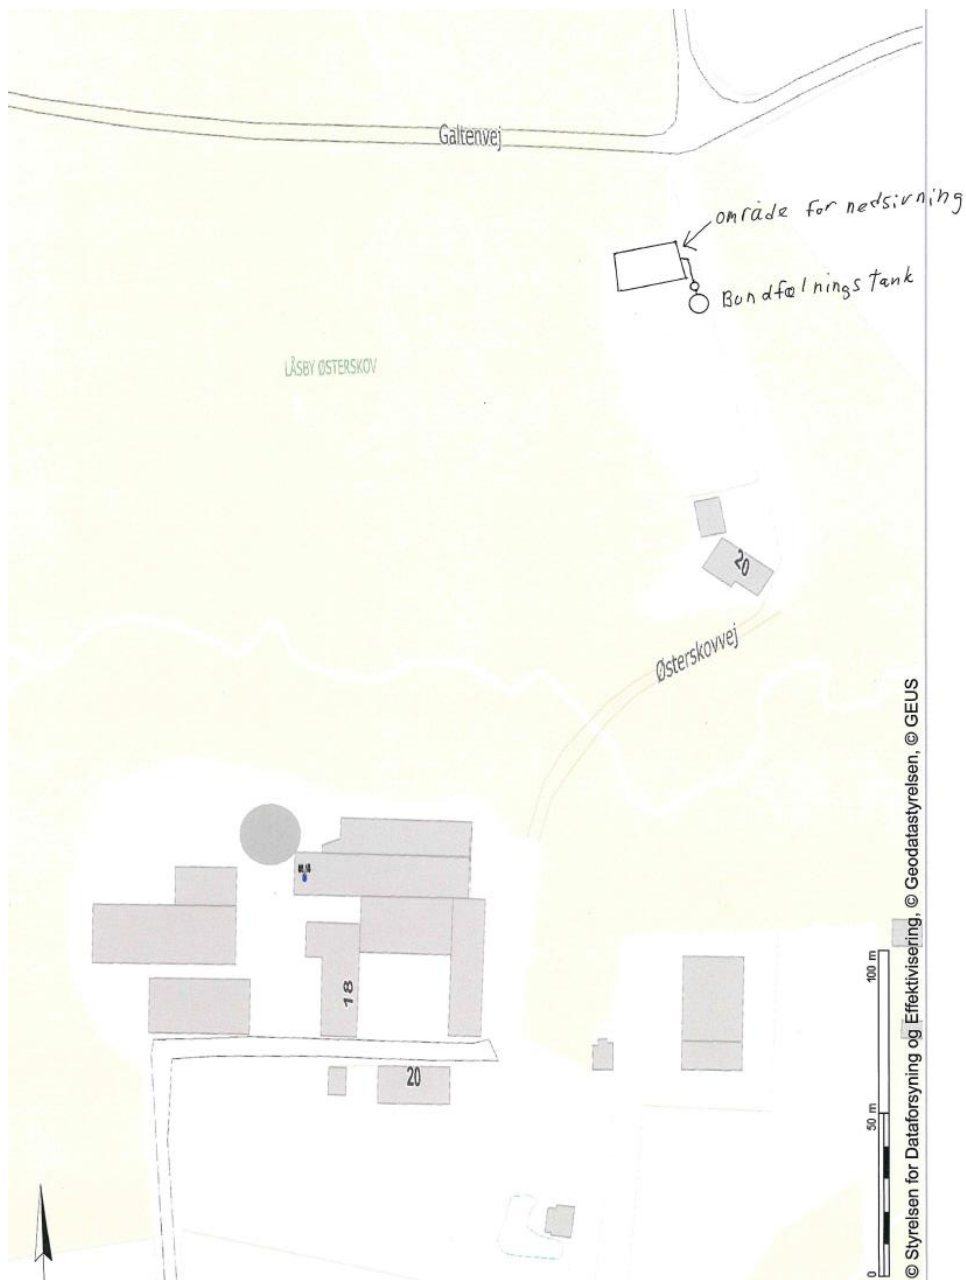 Galtenvej
område for nedsivning
Bundfælnings tank
LÅSBY ØSTERSKOV
20
Østerskovvej
18
20
100 m
50 m
0
© Styrelsen for Dataforsyning og Effektivisering, © Geodatastyrelsen, © GEUS